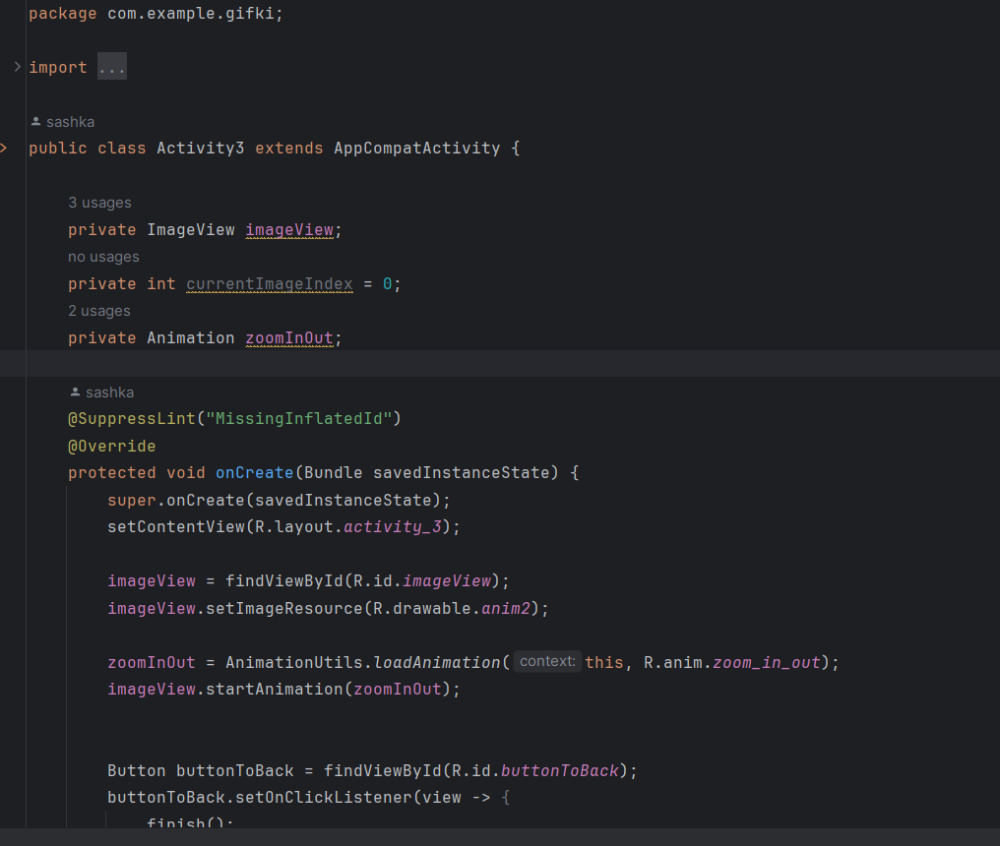 package com.example.gifki;
import ...
sashka
public class Activity3 extends AppCompatActivity {
3 usages
private ImageView imageView;
no usages
private int currentImageIndex = 0;
2 usages
private Animation zoomInOut;
sashka
@SuppressLint("MissingInflatedId")
@Override
protected void onCreate(Bundle savedInstanceState) {
super.onCreate(savedInstanceState);
setContentView(R.layout.activity_3);
imageView = findViewById(R.id.imageView);
imageView.setImageResource(R.drawable.anim2);
zoomInOut = AnimationUtils.loadAnimation( context: this, R.anim.zoom_in_out);
imageView.startAnimation(zoomInOut);
Button buttonToBack = findViewById(R.id.buttonToBack);
buttonToBack.setOnClickListener(view -> {
finish();